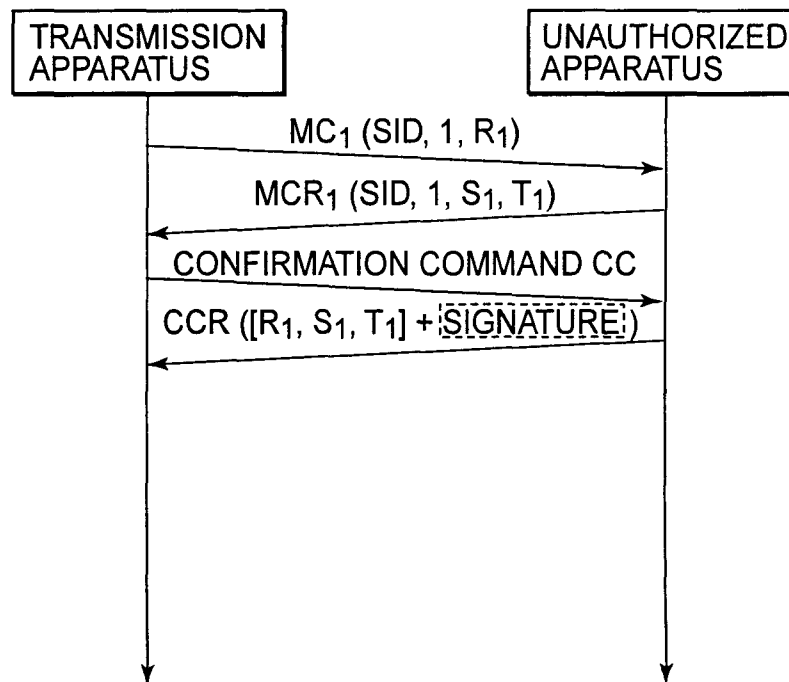 TRANSMISSION
APPARATUS
UNAUTHORIZED
APPARATUS
MC₁ (SID, 1, R₁)
MCR₁ (SID, 1, S₁, T₁)
CONFIRMATION COMMAND CC
CCR ([R₁, S₁, T₁] + SIGNATURE)